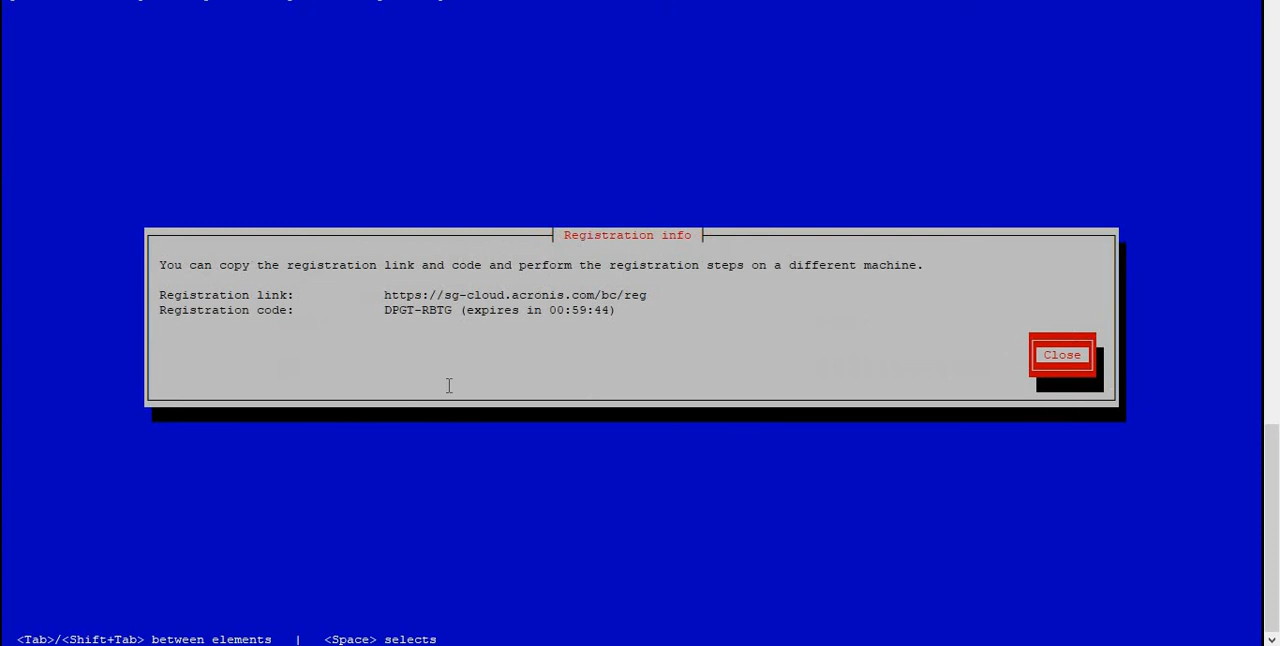 Registration info
You can copy the registration link and code and perform the registration steps on a different machine.
Registration link: https://sg-cloud.acronis.com/bc/reg
Registration code: DPGT-RBTG (expires in 00:59:44)
Close
<Tab>/<Shift+Tab> between elements | <Space> selects